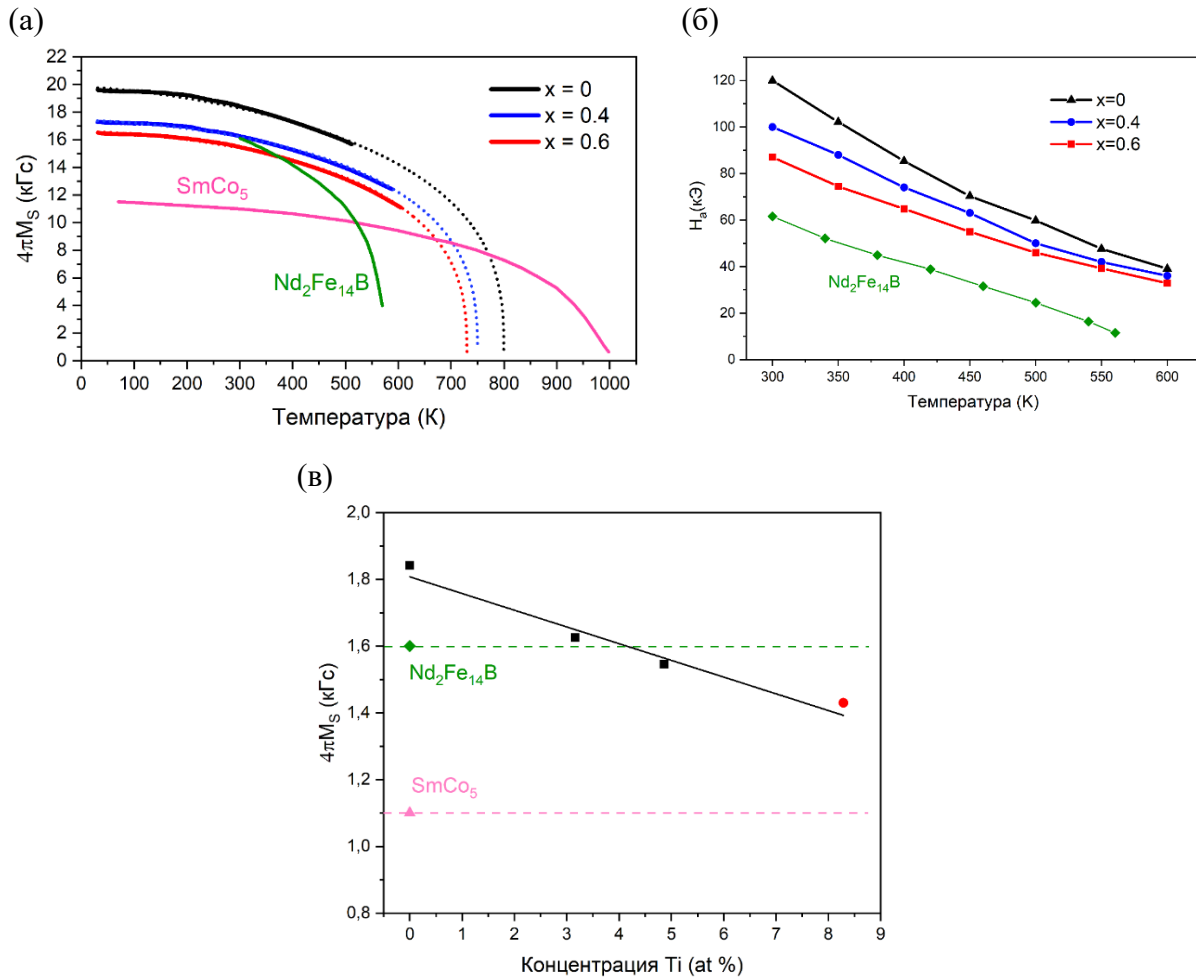 (а)
22
20
18
16
14
12
10
8
6
4
2
0
4πM_S (кГс)
x = 0
x = 0.4
x = 0.6
SmCo₅
Nd₂Fe₁₄B
0 100 200 300 400 500 600 700 800 900 1000
Температура (К)
(б)
120
100
80
60
40
20
0
H_a(кЭ)
x=0
x=0.4
x=0.6
Nd₂Fe₁₄B
300 350 400 450 500 550 600
Температура (К)
(в)
2,0
1,8
1,6
1,4
1,2
1,0
0,8
4πM_S (кГс)
Nd₂Fe₁₄B
SmCo₅
0 1 2 3 4 5 6 7 8 9
Концентрация Ti (at %)